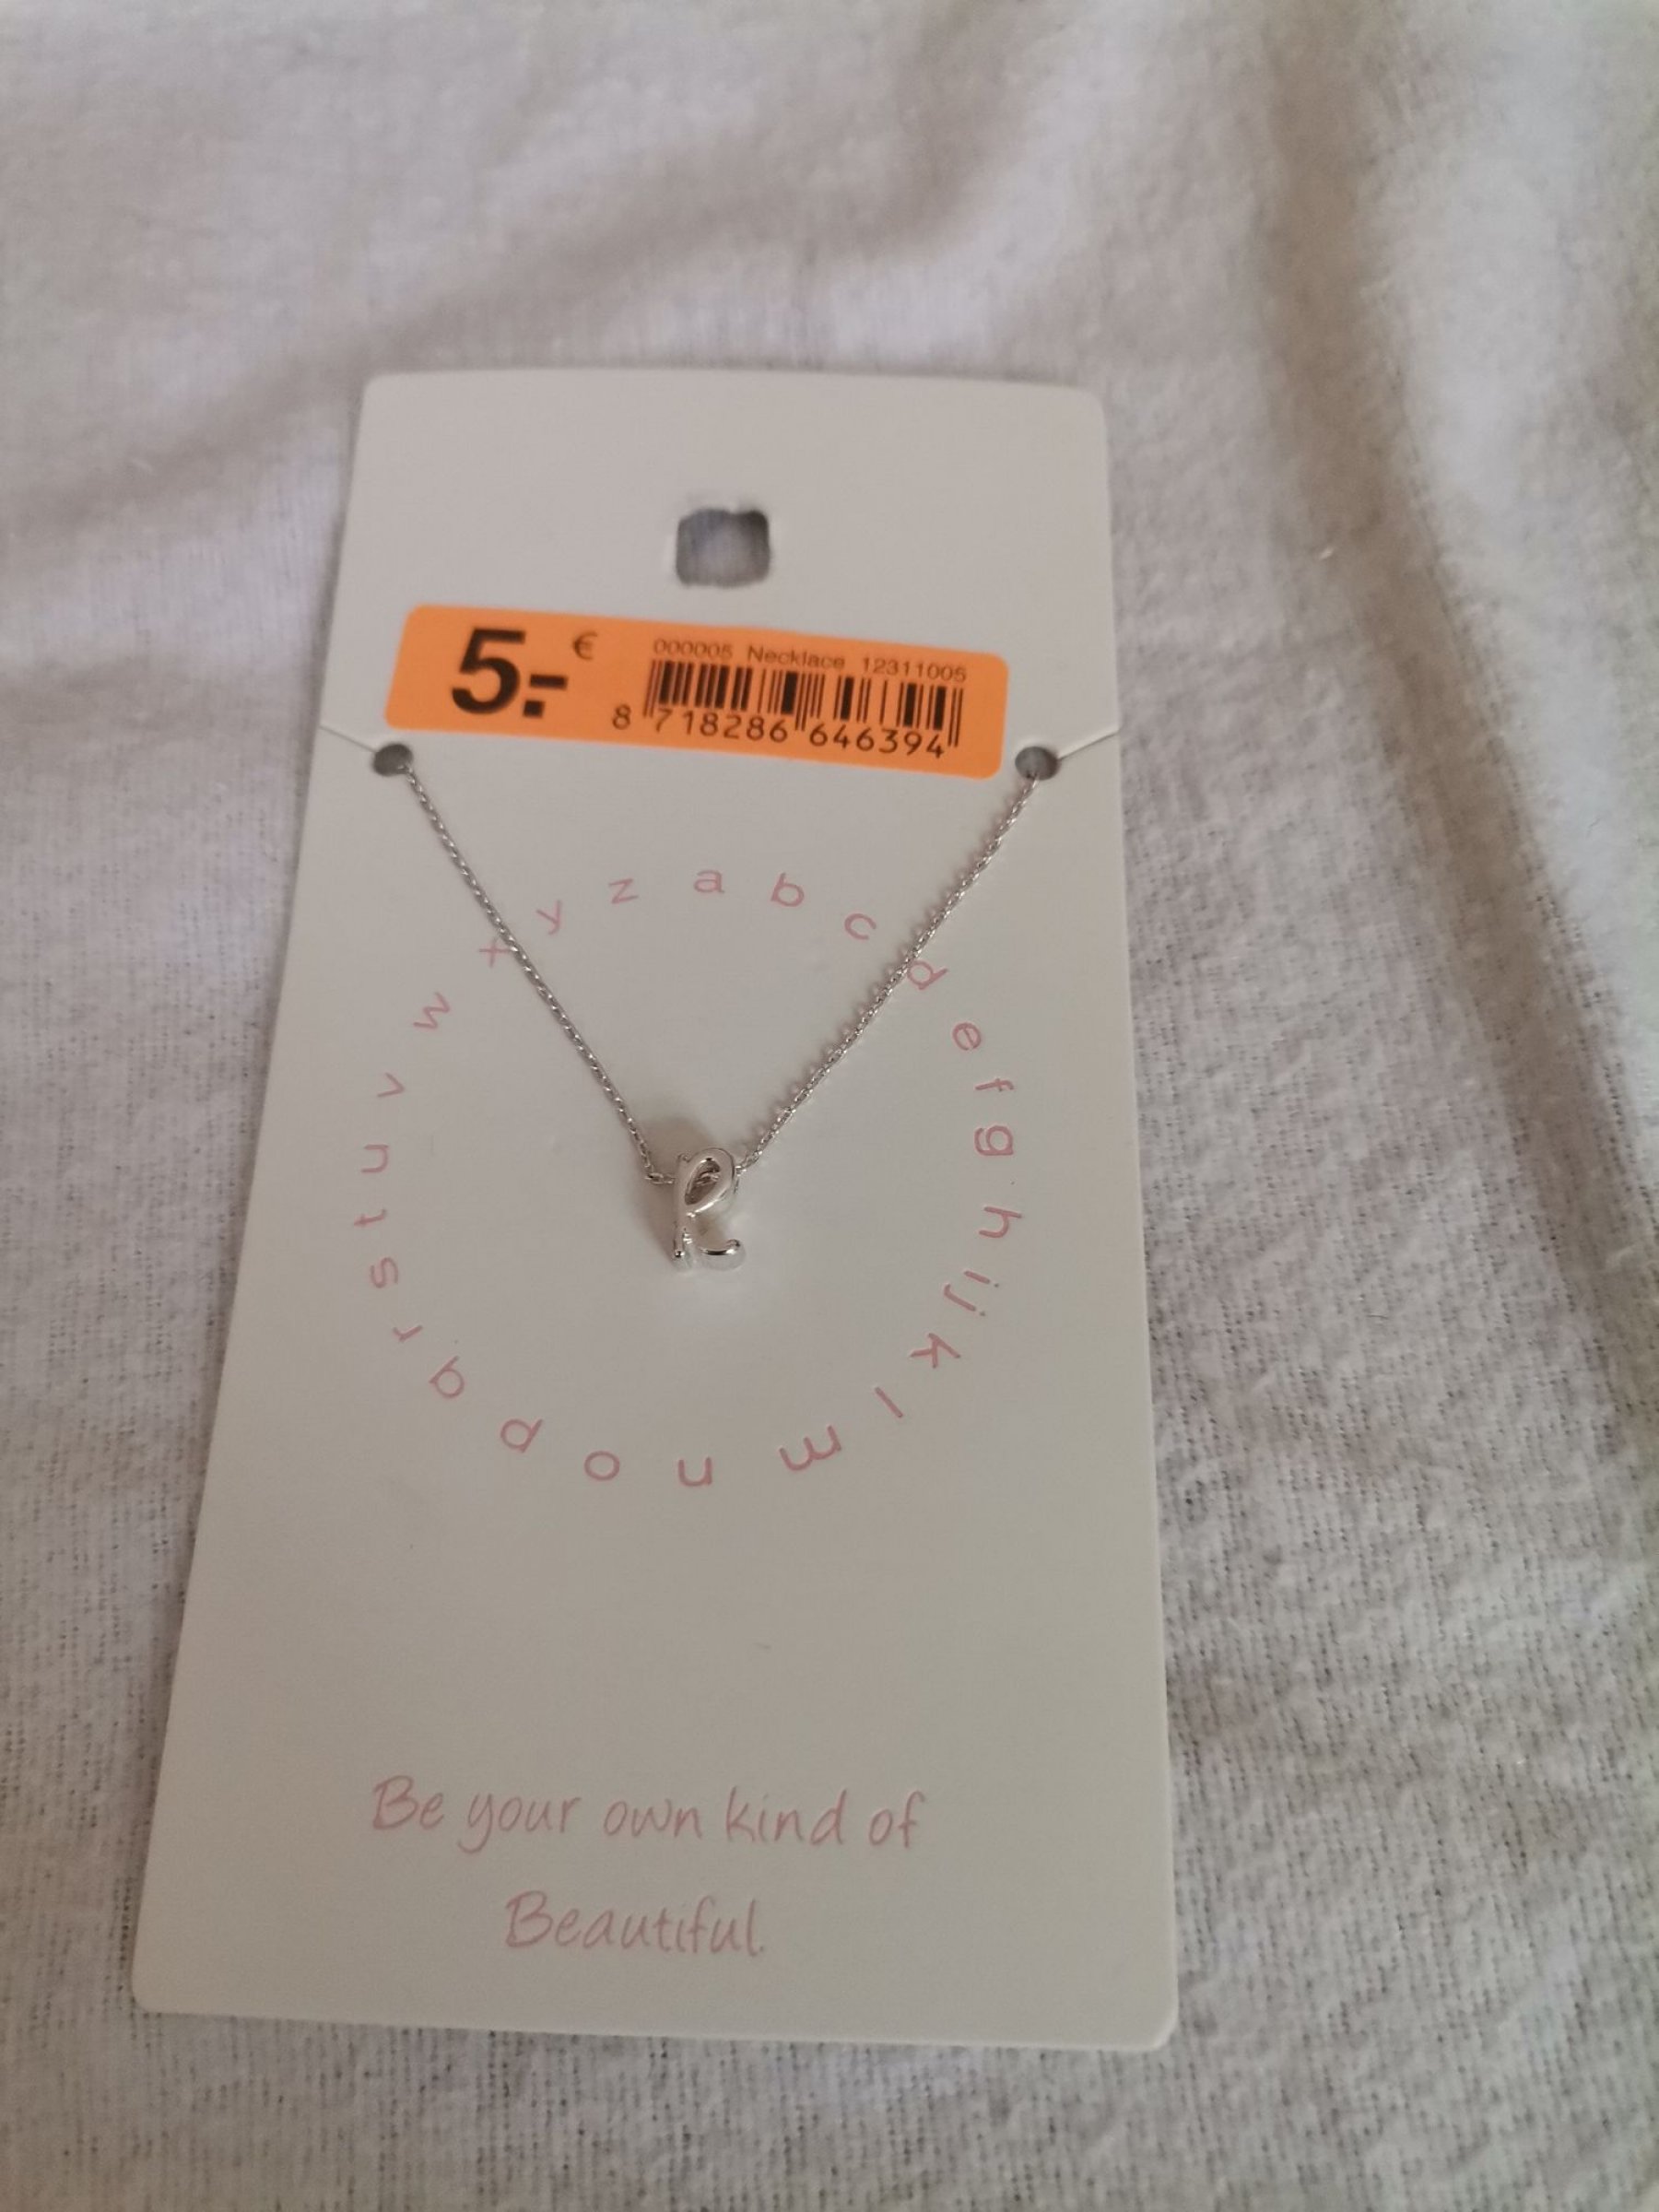 5.- €
000005 Necklace 12311005
8 718286 646394
a b c d e f g h i j k l m n o p q r s t u v w x y z
R
Be your own kind of
Beautiful.